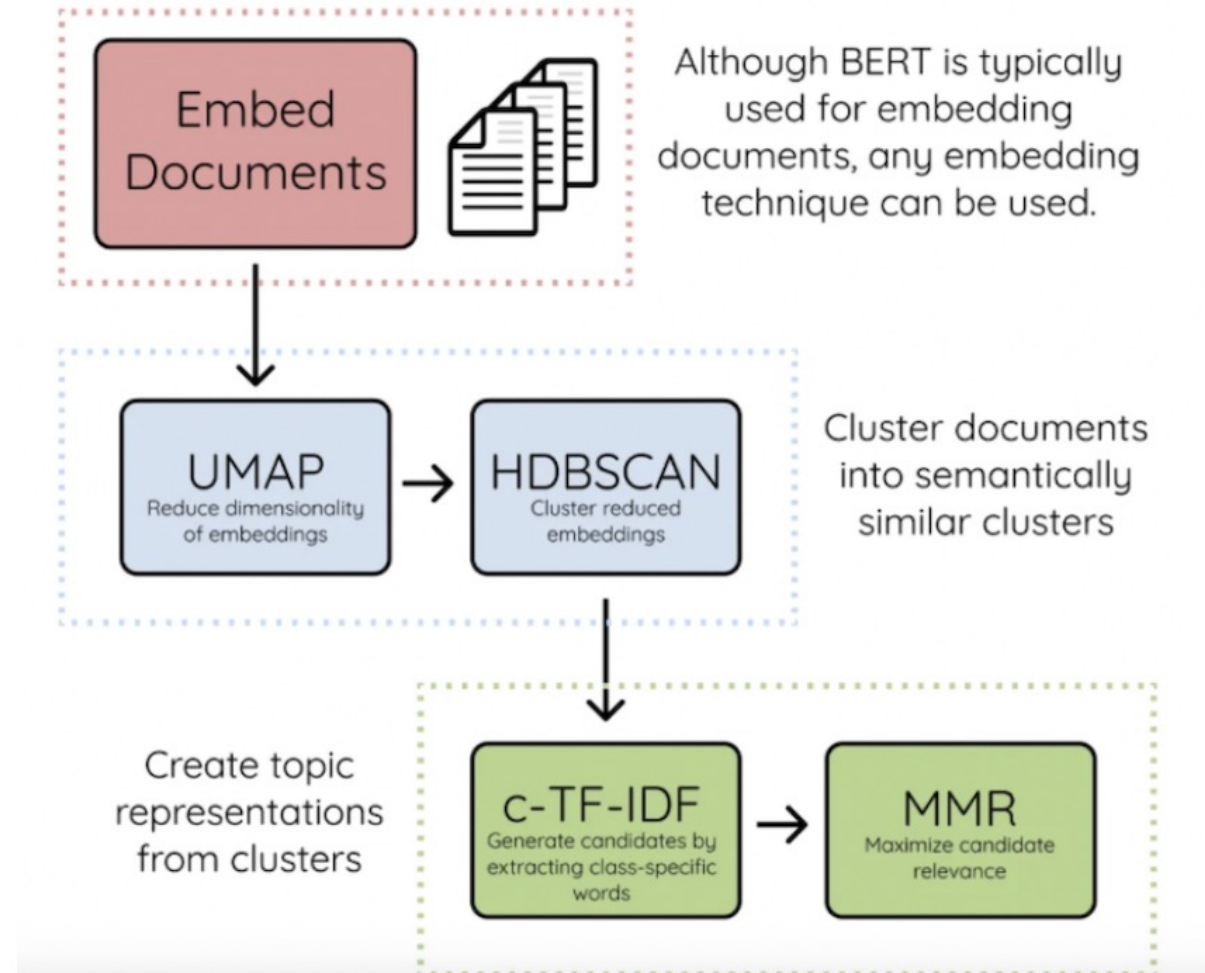 Embed
Documents
Although BERT is typically
used for embedding
documents, any embedding
technique can be used.
UMAP
Reduce dimensionality
of embeddings
HDBSCAN
Cluster reduced
embeddings
Cluster documents
into semantically
similar clusters
Create topic
representations
from clusters
c-TF-IDF
Generate candidates by
extracting class-specific
words
MMR
Maximize candidate
relevance